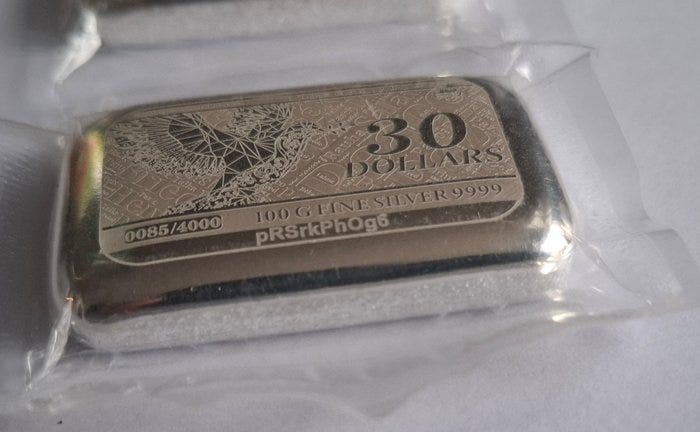 30
DOLLARS
100 G FINE SILVER 9999
0085/4000
pRSrkPhOg6